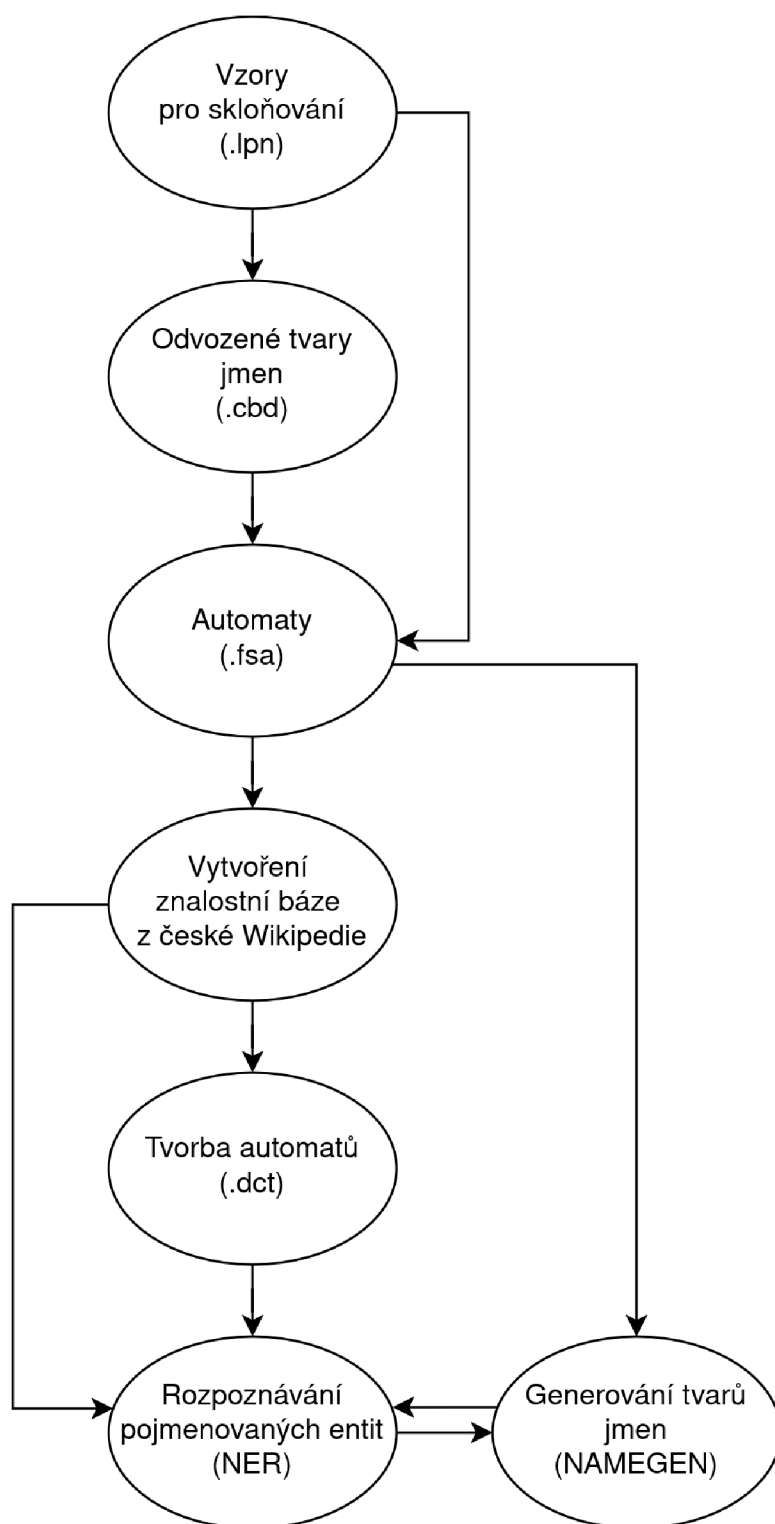 Vzory
pro skloňování
(.lpn)
Odvozené tvary
jmen
(.cbd)
Automaty
(.fsa)
Vytvoření
znalostní báze
z české Wikipedie
Tvorba automatů
(.dct)
Rozpoznávání
pojmenovaných entit
(NER)
Generování tvarů
jmen
(NAMEGEN)